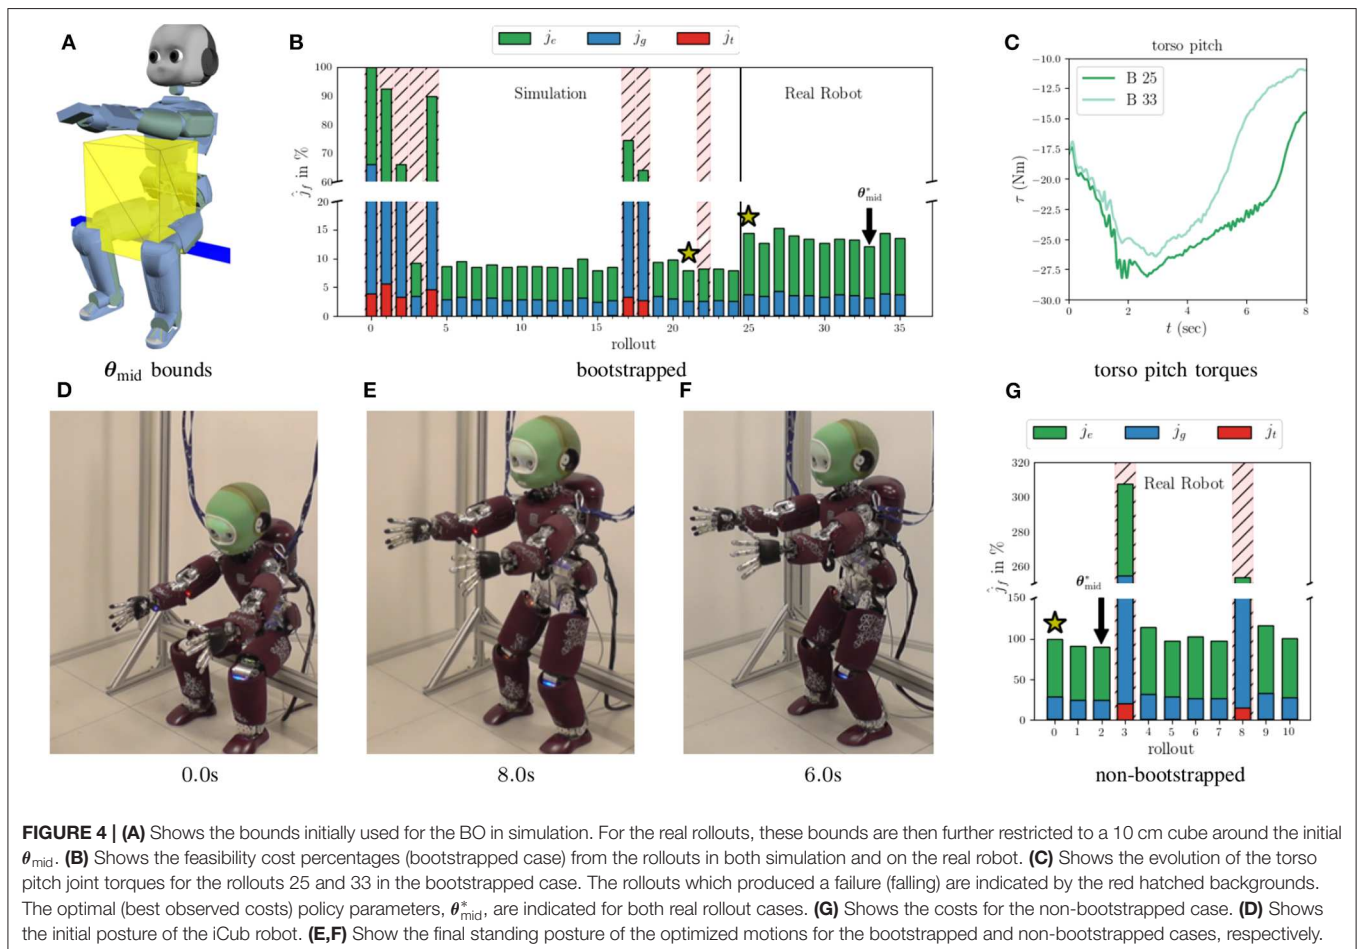 A
θmid bounds
B
je jg jt
ĵf in %
100
90
80
70
60
20
15
10
5
0
Simulation
Real Robot
θ*mid
0 5 10 15 20 25 30 35
rollout
bootstrapped
C
torso pitch
B 25
B 33
τ (Nm)
−10.0
−12.5
−15.0
−17.5
−20.0
−22.5
−25.0
−27.5
−30.0
0 2 4 6 8
t (sec)
torso pitch torques
D
0.0s
E
8.0s
F
6.0s
G
je jg jt
ĵf in %
320
300
280
260
150
100
50
0
Real Robot
θ*mid
0 1 2 3 4 5 6 7 8 9 10
rollout
non-bootstrapped
FIGURE 4 | (A) Shows the bounds initially used for the BO in simulation. For the real rollouts, these bounds are then further restricted to a 10 cm cube around the initial
θmid. (B) Shows the feasibility cost percentages (bootstrapped case) from the rollouts in both simulation and on the real robot. (C) Shows the evolution of the torso
pitch joint torques for the rollouts 25 and 33 in the bootstrapped case. The rollouts which produced a failure (falling) are indicated by the red hatched backgrounds.
The optimal (best observed costs) policy parameters, θ*mid, are indicated for both real rollout cases. (G) Shows the costs for the non-bootstrapped case. (D) Shows
the initial posture of the iCub robot. (E,F) Show the final standing posture of the optimized motions for the bootstrapped and non-bootstrapped cases, respectively.